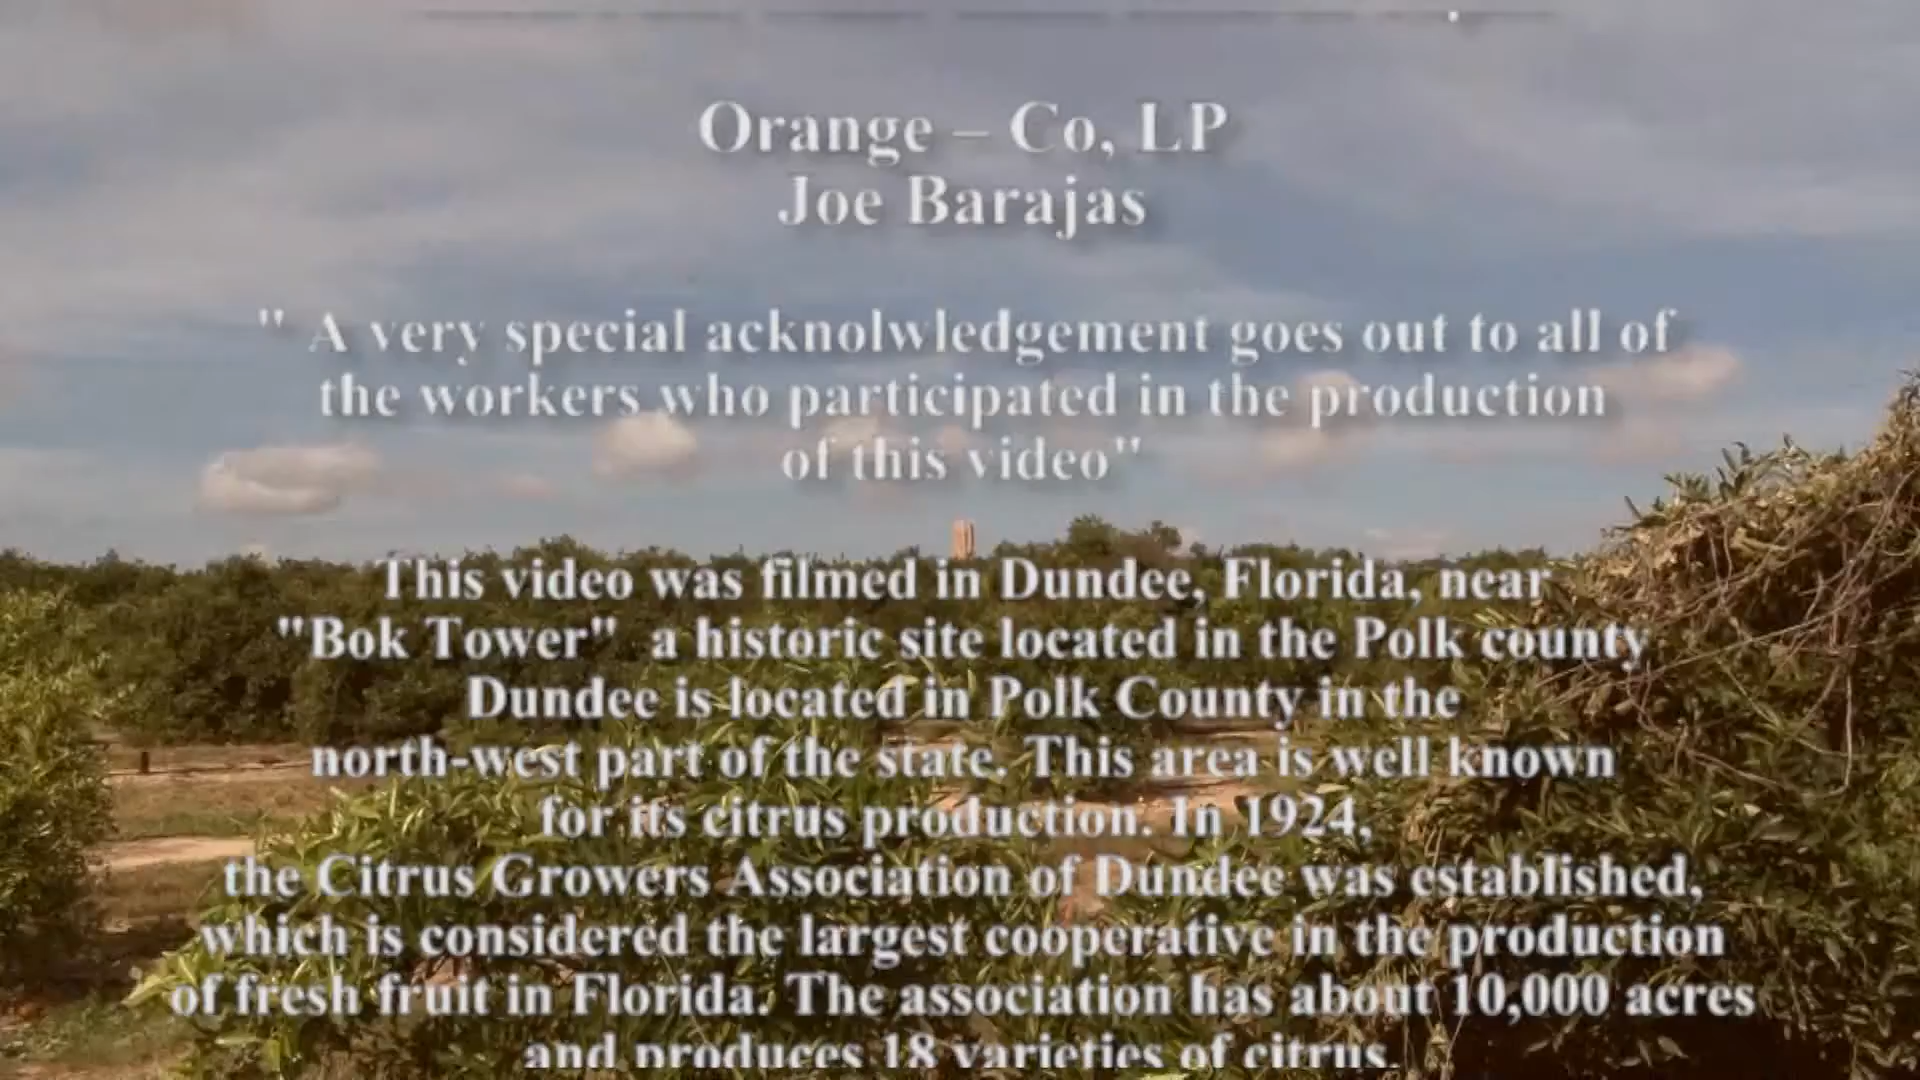 Orange – Co, LP
Joe Barajas
" A very special acknolwledgement goes out to all of
the workers who participated in the production
of this video"
This video was filmed in Dundee, Florida, near
"Bok Tower"  a historic site located in the Polk county
Dundee is located in Polk County in the
north-west part of the state. This area is well known
for its citrus production. In 1924,
the Citrus Growers Association of Dundee was established,
which is considered the largest cooperative in the production
of fresh fruit in Florida. The association has about 10,000 acres
and produces 18 varieties of citrus.